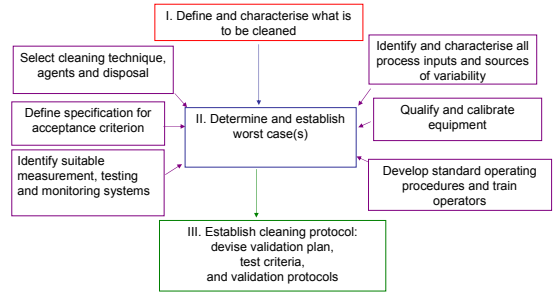 I. Define and characterise what is
to be cleaned
Select cleaning technique,
agents and disposal
Identify and characterise all
process inputs and sources
of variability
Define specification for
acceptance criterion
II. Determine and establish
worst case(s)
Qualify and calibrate
equipment
Identify suitable
measurement, testing
and monitoring systems
Develop standard operating
procedures and train
operators
III. Establish cleaning protocol:
devise validation plan,
test criteria,
and validation protocols